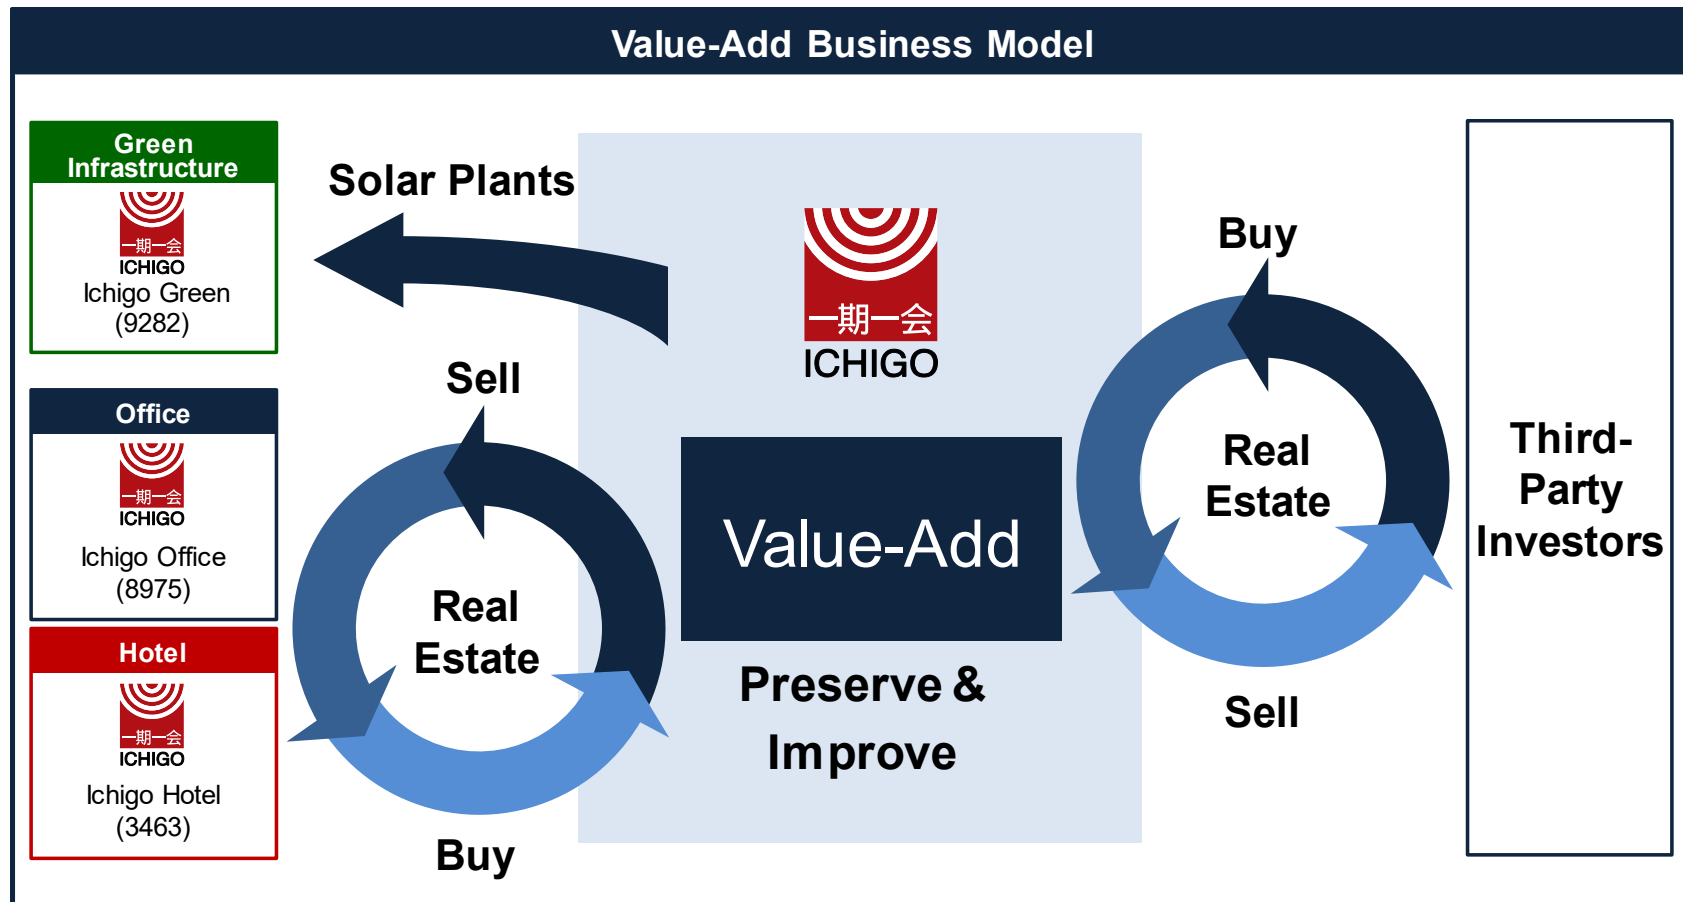 Value-Add Business Model
Green
Infrastructure
一期一会
ICHIGO
Ichigo Green
(9282)
Office
一期一会
ICHIGO
Ichigo Office
(8975)
Hotel
一期一会
ICHIGO
Ichigo Hotel
(3463)
Solar Plants
Sell
Real
Estate
Buy
一期一会
ICHIGO
Value-Add
Preserve &
Improve
Buy
Real
Estate
Sell
Third-
Party
Investors